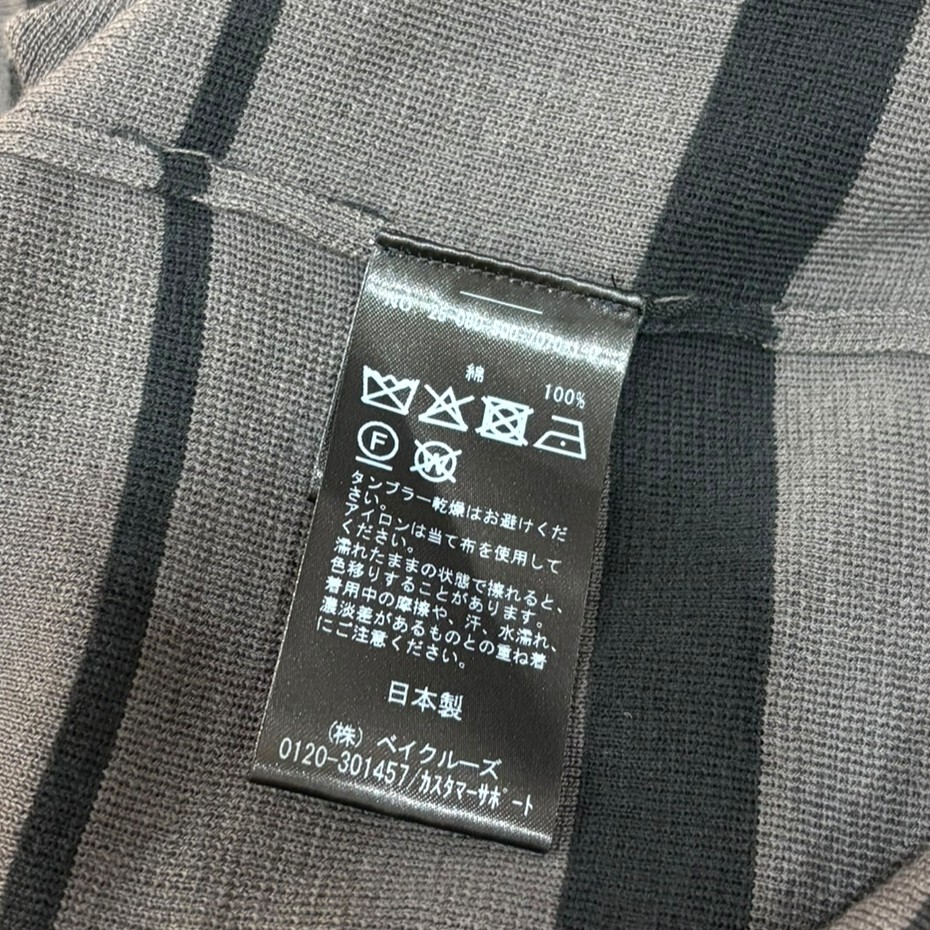 綿 100%
F
W
タンブラー乾燥はお避けくだ
さい。
アイロンは当て布を使用して
ください。
濡れたままの状態で擦れると、
色移りすることがあります。
着用中の摩擦や、汗、水濡れ、
濃淡差があるものとの重ね着
にご注意ください。
日本製
(株) ベイクルーズ
0120-301457/カスタマーサポート